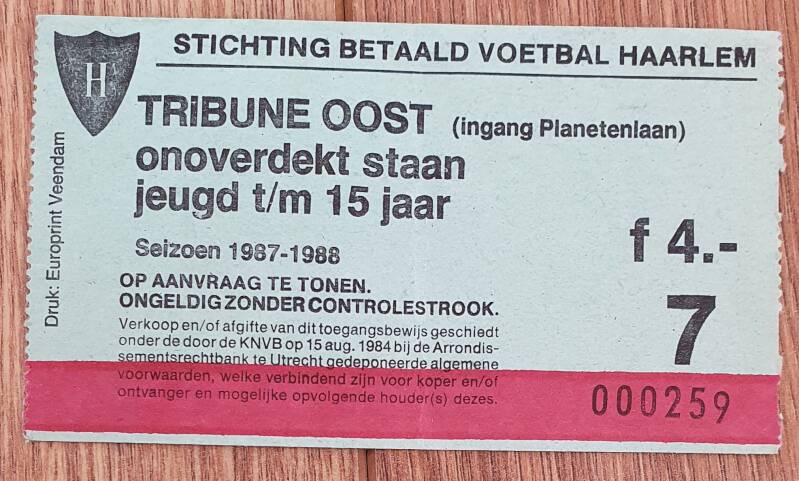 STICHTING BETAALD VOETBAL HAARLEM
H
TRIBUNE OOST (ingang Planetenlaan)
onoverdekt staan
jeugd t/m 15 jaar
f 4.-
Seizoen 1987-1988
OP AANVRAAG TE TONEN.
ONGELDIG ZONDER CONTROLESTROOK.
7
Verkoop en/of afgifte van dit toegangsbewijs geschiedt
onder de door de KNVB op 15 aug. 1984 bij de Arrondis-
sementsrechtbank te Utrecht gedeponeerde algemene
voorwaarden, welke verbindend zijn voor koper en/of
ontvanger en mogelijke opvolgende houder(s) dezes.
000259
Druk: Europrint Veendam